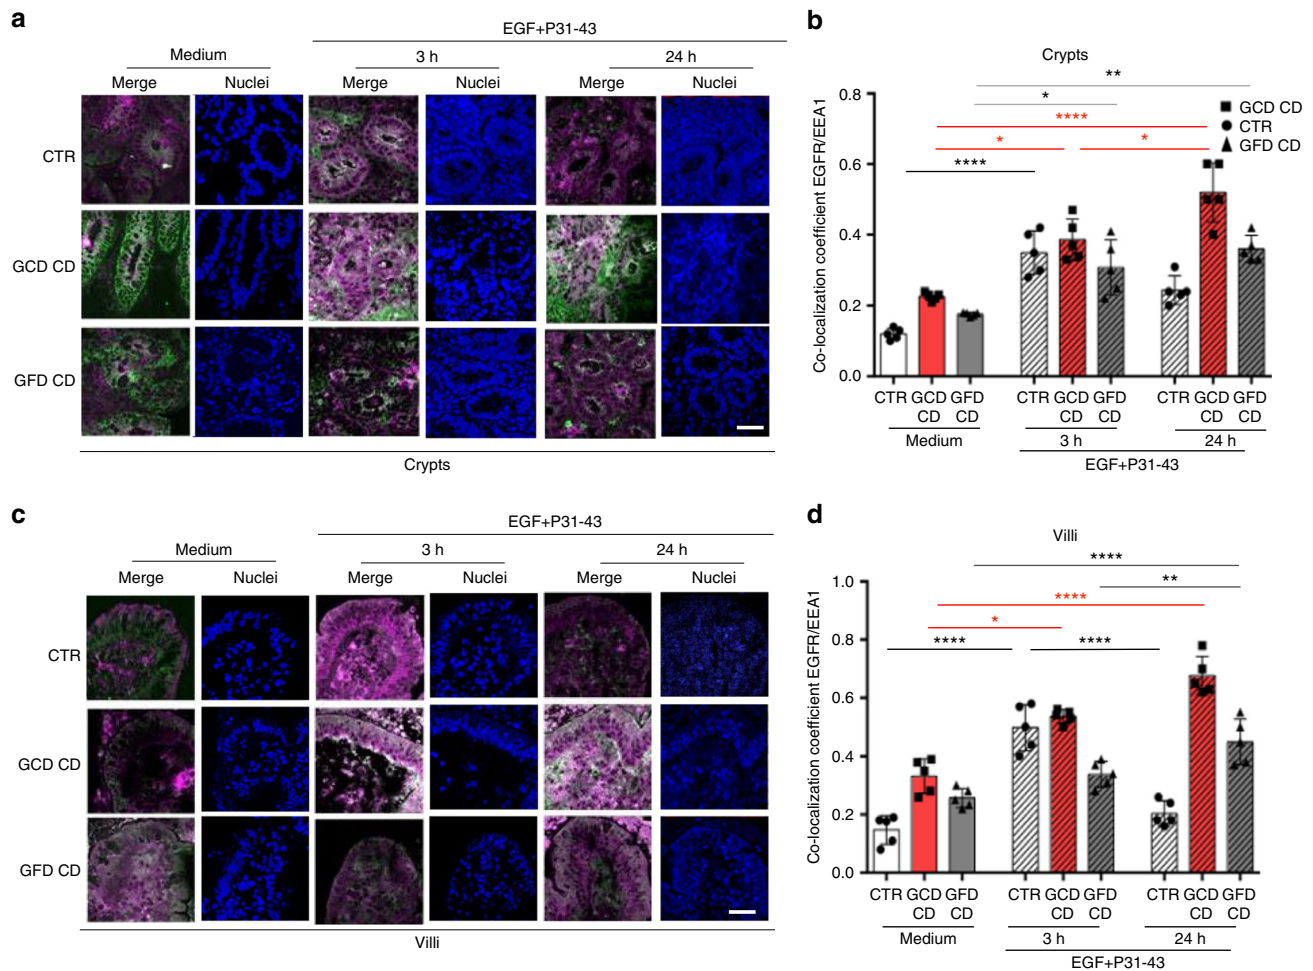 a
EGF+P31-43
Medium
3 h
24 h
Merge
Nuclei
Merge
Nuclei
Merge
Nuclei
CTR
GCD CD
GFD CD
Crypts
b
Crypts
**
*
****
*
*
****
GCD CD
CTR
GFD CD
Co-localization coefficient EGFR/EEA1
0.8
0.6
0.4
0.2
0.0
CTR GCD CD GFD CD
CTR GCD CD GFD CD
CTR GCD CD GFD CD
Medium
3 h
24 h
EGF+P31-43
c
EGF+P31-43
Medium
3 h
24 h
Merge
Nuclei
Merge
Nuclei
Merge
Nuclei
CTR
GCD CD
GFD CD
Villi
d
Villi
****
**
****
*
****
****
Co-localization coefficient EGFR/EEA1
1.0
0.8
0.6
0.4
0.2
0.0
CTR GCD CD GFD CD
CTR GCD CD GFD CD
CTR GCD CD GFD CD
Medium
3 h
24 h
EGF+P31-43